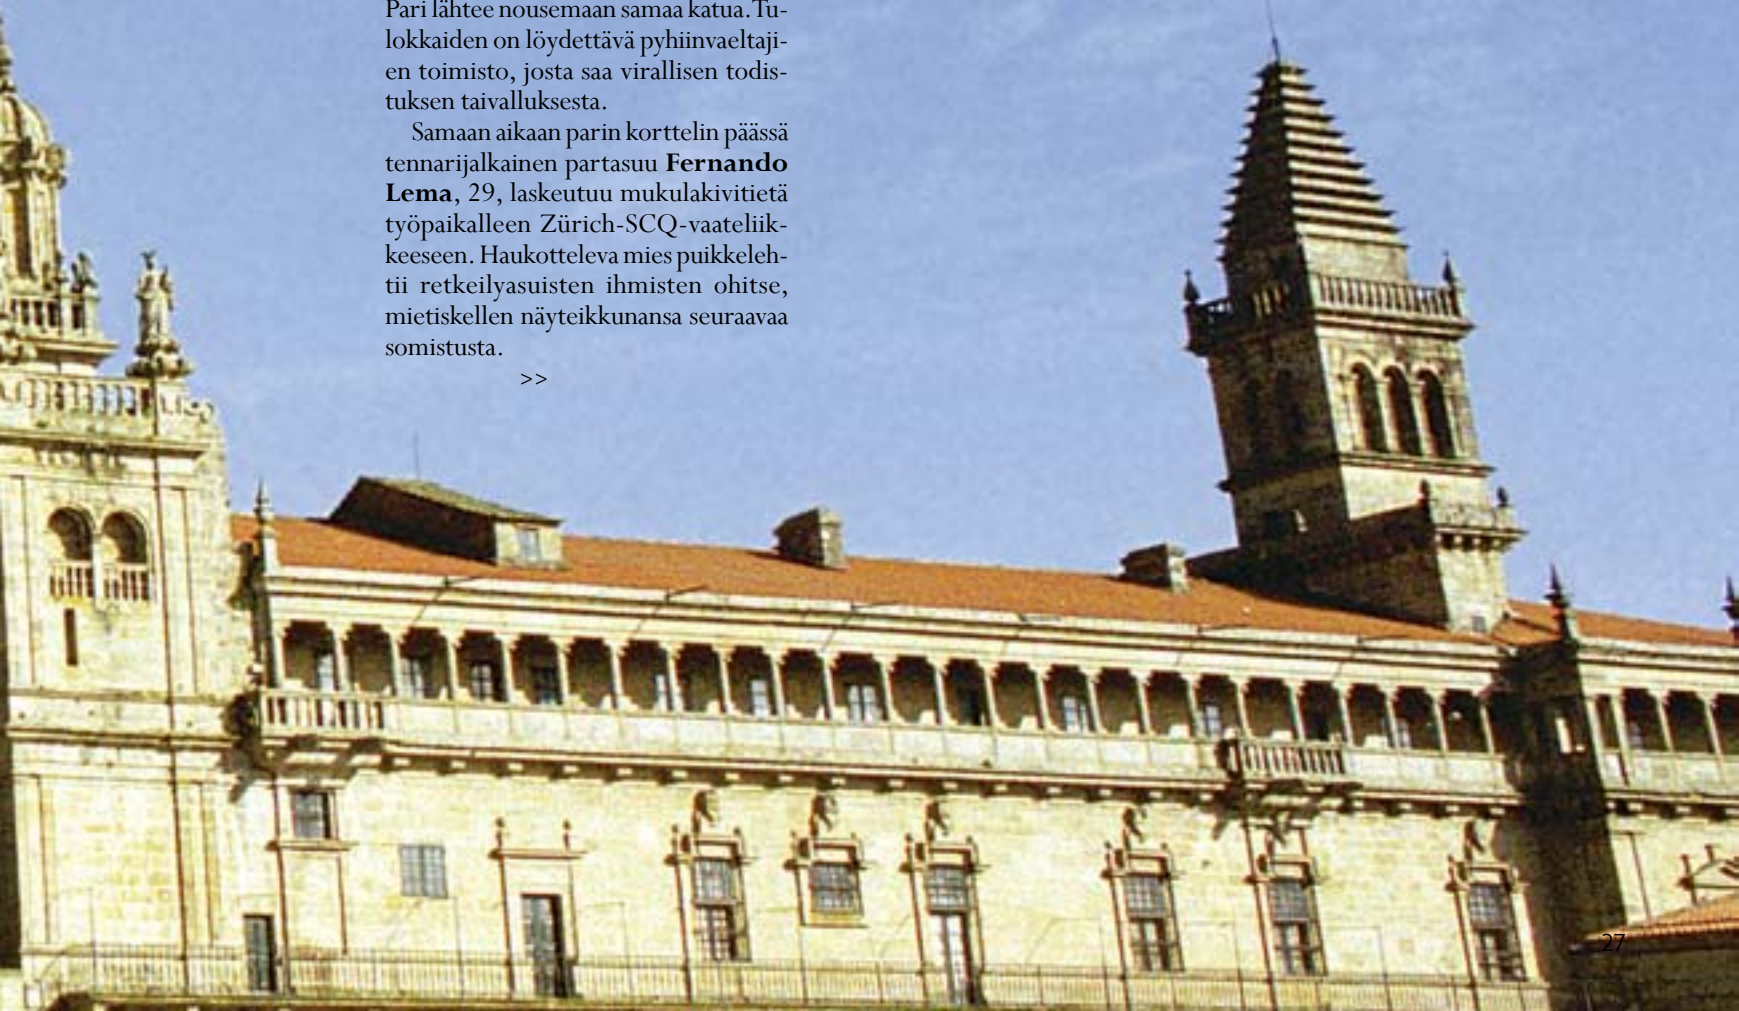 Pari lähtee nousemaan samaa katua. Tu-
lokkaiden on löydettävä pyhiinvaeltaji-
en toimisto, josta saa virallisen todis-
tuksen taivalluksesta.
Samaan aikaan parin korttelin päässä
tennarijalkainen partasuu Fernando
Lema, 29, laskeutuu mukulakivitietä
työpaikalleen Zürich-SCQ-vaateliik-
keeseen. Haukotteleva mies puikkeleh-
tii retkeilyasuisten ihmisten ohitse,
mietiskellen näyteikkunansa seuraavaa
somistusta.
>>
27